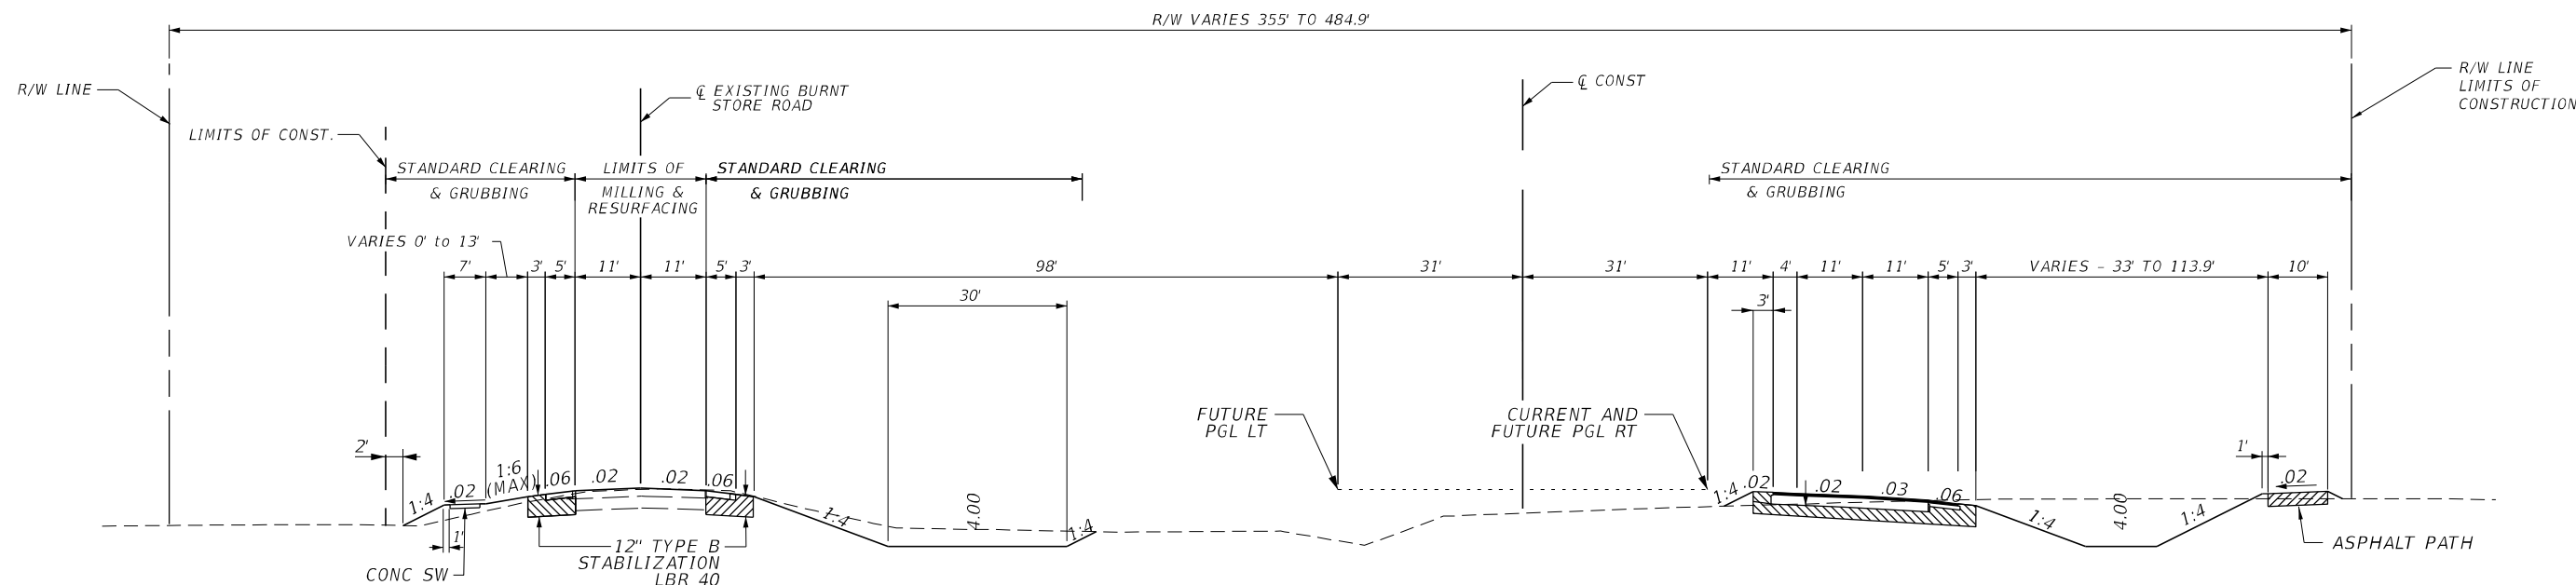 R/W VARIES 355' TO 484.9'
R/W LINE
LIMITS OF CONST.
℄ EXISTING BURNT
STORE ROAD
℄ CONST
R/W LINE
LIMITS OF
CONSTRUCTION
STANDARD CLEARING
& GRUBBING
LIMITS OF
MILLING &
RESURFACING
STANDARD CLEARING
& GRUBBING
STANDARD CLEARING
& GRUBBING
VARIES 0' to 13'
7' 3' 5' 11' 11' 5' 3' 98' 31' 31' 11' 4' 11' 11' 5' 3' VARIES - 33' TO 113.9' 10'
30'
3'
FUTURE
PGL LT
CURRENT AND
FUTURE PGL RT
2'
1:4
.02
1:6
(MAX)
.06
.02
.02
.06
1:4
4.00
1:4
1:4
.02
.02
.03
.06
1:4
4.00
1:4
1'
.02
1'
CONC SW
12" TYPE B
STABILIZATION
LBR 40
ASPHALT PATH